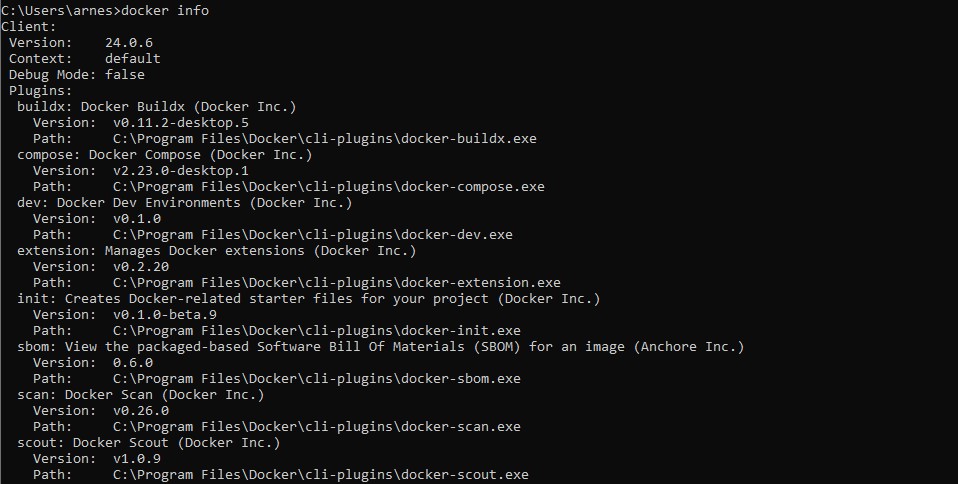 C:\Users\arnes>docker info
Client:
 Version:    24.0.6
 Context:    default
 Debug Mode: false
 Plugins:
  buildx: Docker Buildx (Docker Inc.)
    Version:  v0.11.2-desktop.5
    Path:     C:\Program Files\Docker\cli-plugins\docker-buildx.exe
  compose: Docker Compose (Docker Inc.)
    Version:  v2.23.0-desktop.1
    Path:     C:\Program Files\Docker\cli-plugins\docker-compose.exe
  dev: Docker Dev Environments (Docker Inc.)
    Version:  v0.1.0
    Path:     C:\Program Files\Docker\cli-plugins\docker-dev.exe
  extension: Manages Docker extensions (Docker Inc.)
    Version:  v0.2.20
    Path:     C:\Program Files\Docker\cli-plugins\docker-extension.exe
  init: Creates Docker-related starter files for your project (Docker Inc.)
    Version:  v0.1.0-beta.9
    Path:     C:\Program Files\Docker\cli-plugins\docker-init.exe
  sbom: View the packaged-based Software Bill Of Materials (SBOM) for an image (Anchore Inc.)
    Version:  0.6.0
    Path:     C:\Program Files\Docker\cli-plugins\docker-sbom.exe
  scan: Docker Scan (Docker Inc.)
    Version:  v0.26.0
    Path:     C:\Program Files\Docker\cli-plugins\docker-scan.exe
  scout: Docker Scout (Docker Inc.)
    Version:  v1.0.9
    Path:     C:\Program Files\Docker\cli-plugins\docker-scout.exe